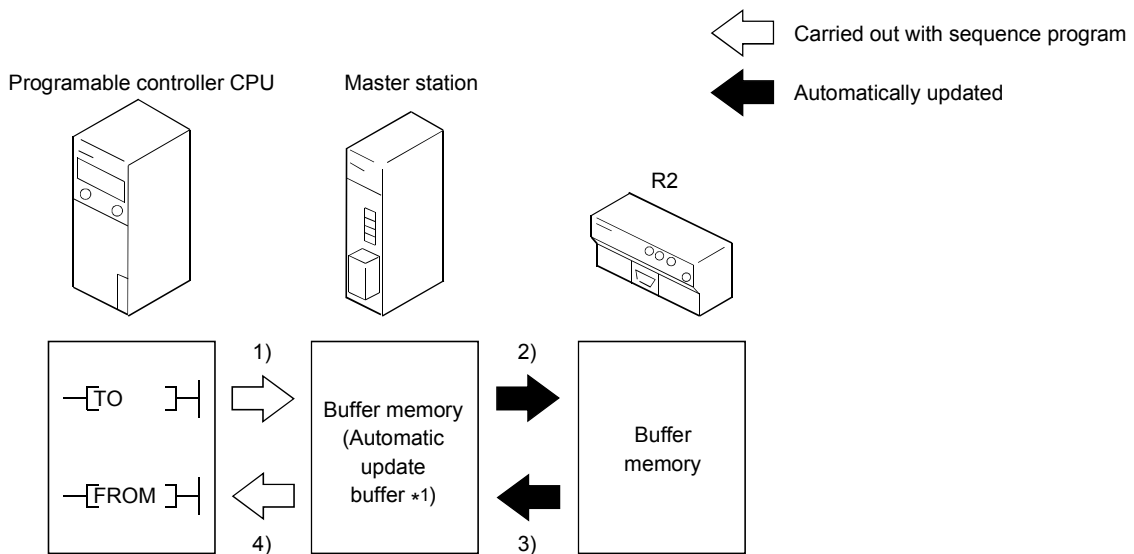 Carried out with sequence program
Programable controller CPU
Master station
Automatically updated
R2
1)
2)
TO
Buffer memory
(Automatic
update
buffer *1)
Buffer
memory
FROM
4)
3)